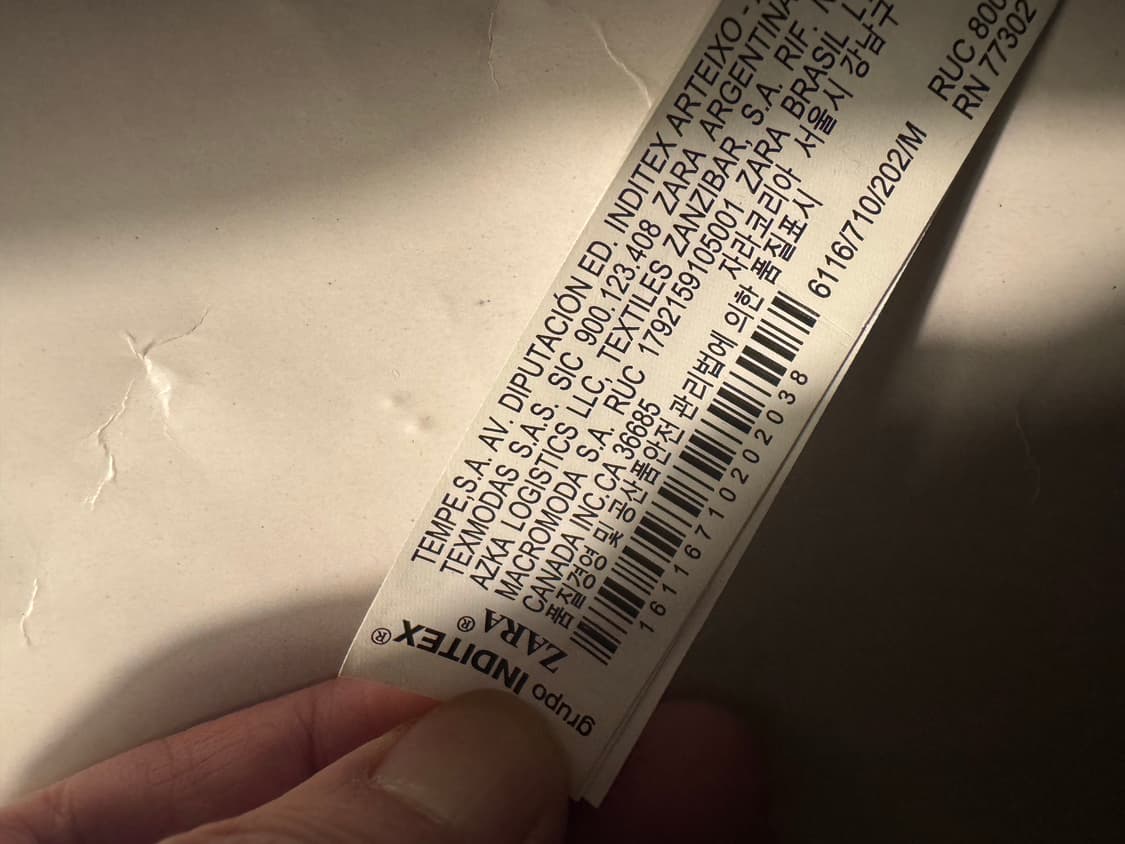 grupo INDITEX®
ZARA®
TEMPE,S.A. AV. DIPUTACIÓN ED. INDITEX ARTEIXO -
TEXMODAS S.A.S. SIC 900.123.408 ZARA ARGENTINA
AZKA LOGISTICS LLC, TEXTILES ZANZIBAR, S.A. RIF.
MACROMODA S.A. RUC 1792159105001 ZARA BRASIL
CANADA INC.CA 36685 자라코리아 서울시 강남구
품질경영 및 공산품안전 관리법에 의한 품질표시
1611671020203 8
6116/710/202/M
RUC 800
RN 77302